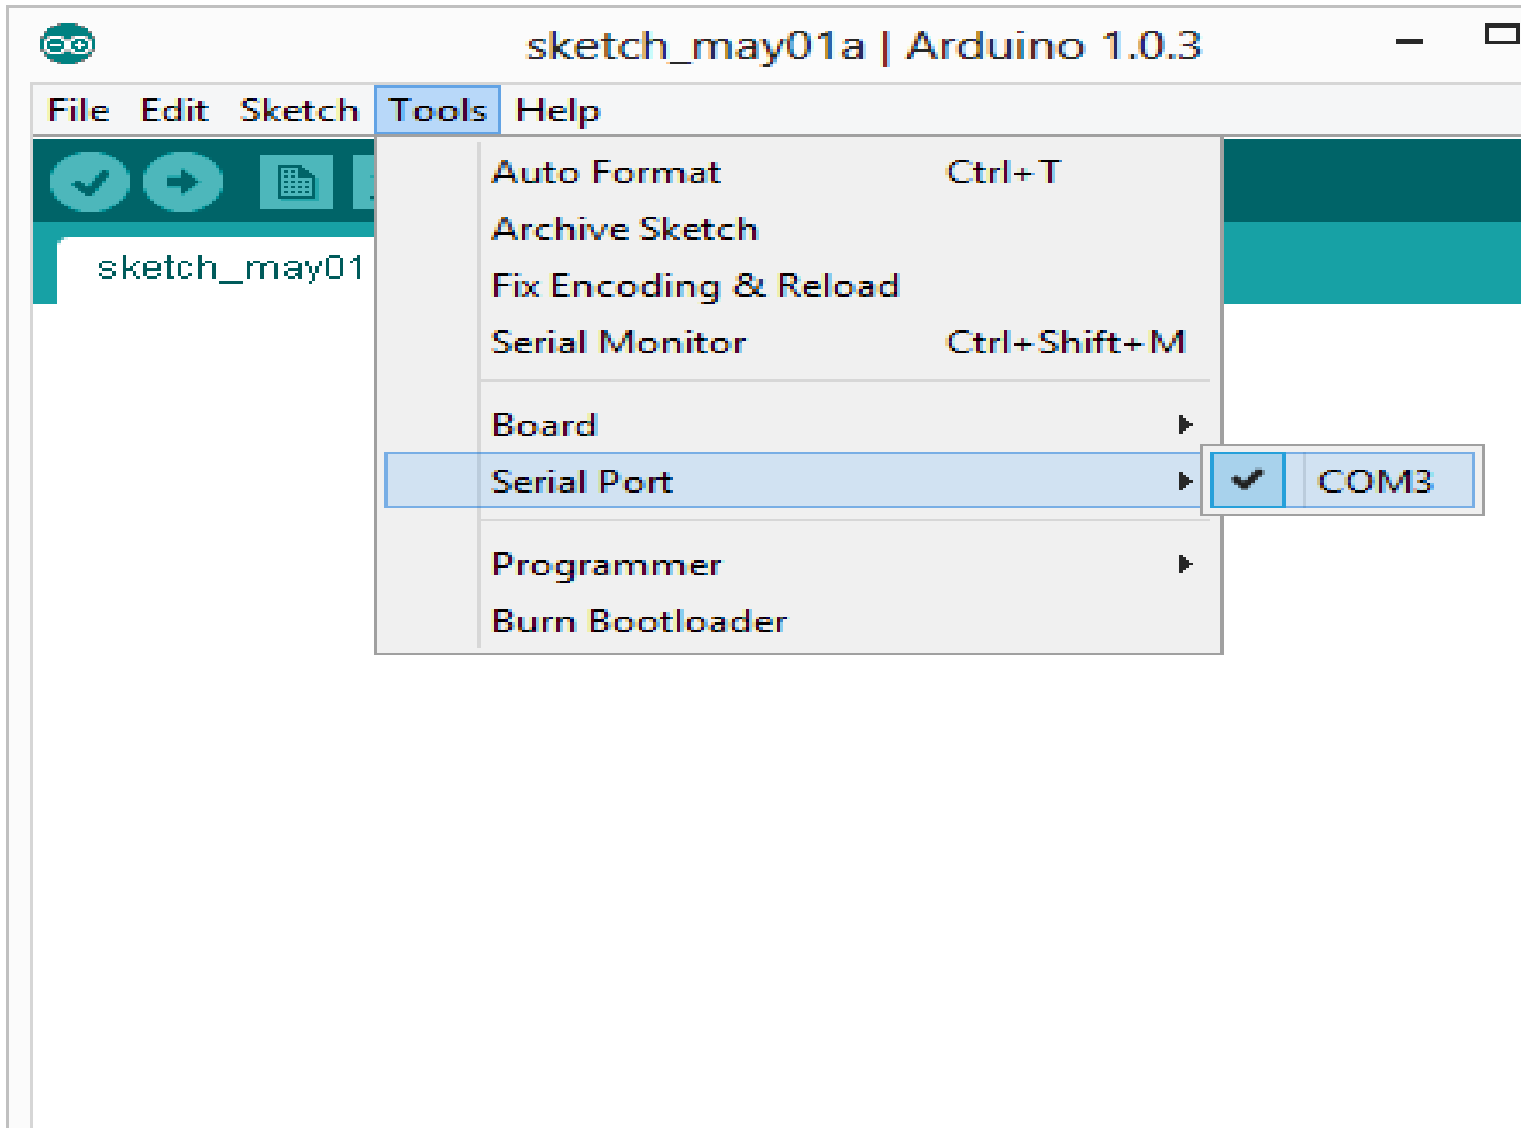 sketch_may01a | Arduino 1.0.3
File Edit Sketch Tools Help
sketch_may01
Auto Format Ctrl+T
Archive Sketch
Fix Encoding & Reload
Serial Monitor Ctrl+Shift+M
Board
Serial Port
COM3
Programmer
Burn Bootloader